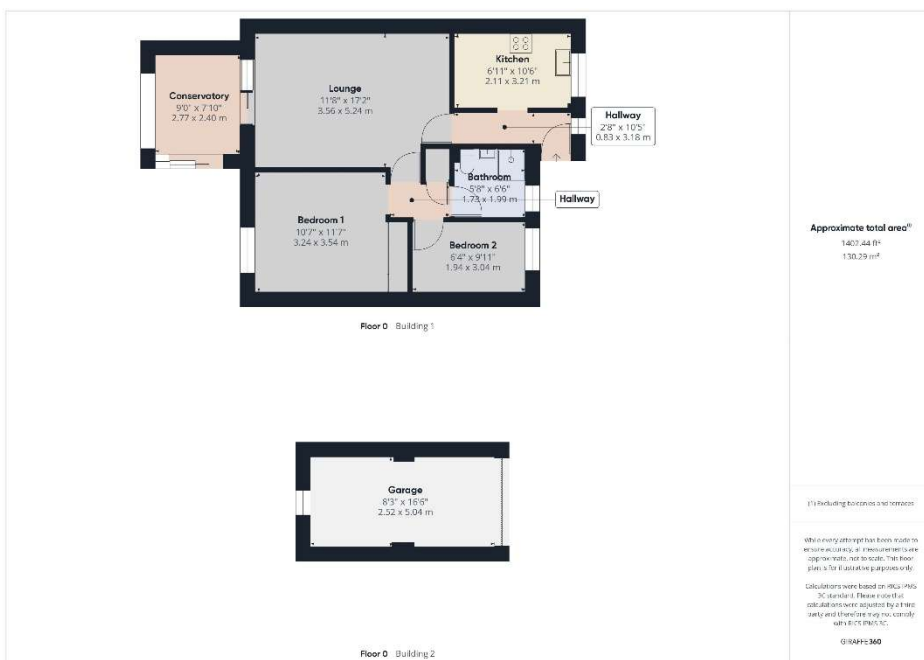 Conservatory
9'0" x 7'10"
2.77 x 2.40 m
Lounge
11'8" x 17'2"
3.56 x 5.24 m
Kitchen
6'11" x 10'6"
2.11 x 3.21 m
Hallway
2'8" x 10'5"
0.83 x 3.18 m
Bathroom
5'8" x 6'6"
1.73 x 1.99 m
Hallway
Bedroom 1
10'7" x 11'7"
3.24 x 3.54 m
Bedroom 2
6'4" x 9'11"
1.94 x 3.04 m
Floor 0 Building 1
Garage
8'3" x 16'6"
2.52 x 5.04 m
Floor 0 Building 2
Approximate total area⁽¹⁾
1402.44 ft²
130.29 m²
(1) Excluding balconies and terraces
While every attempt has been made to
ensure accuracy, all measurements are
approximate, not to scale. This floor
plan is for illustrative purposes only.
Calculations were based on RICS IPMS
3C standard. Please note that
calculations were adjusted by a third
party and therefore may not comply
with RICS IPMS 3C.
GIRAFFE360